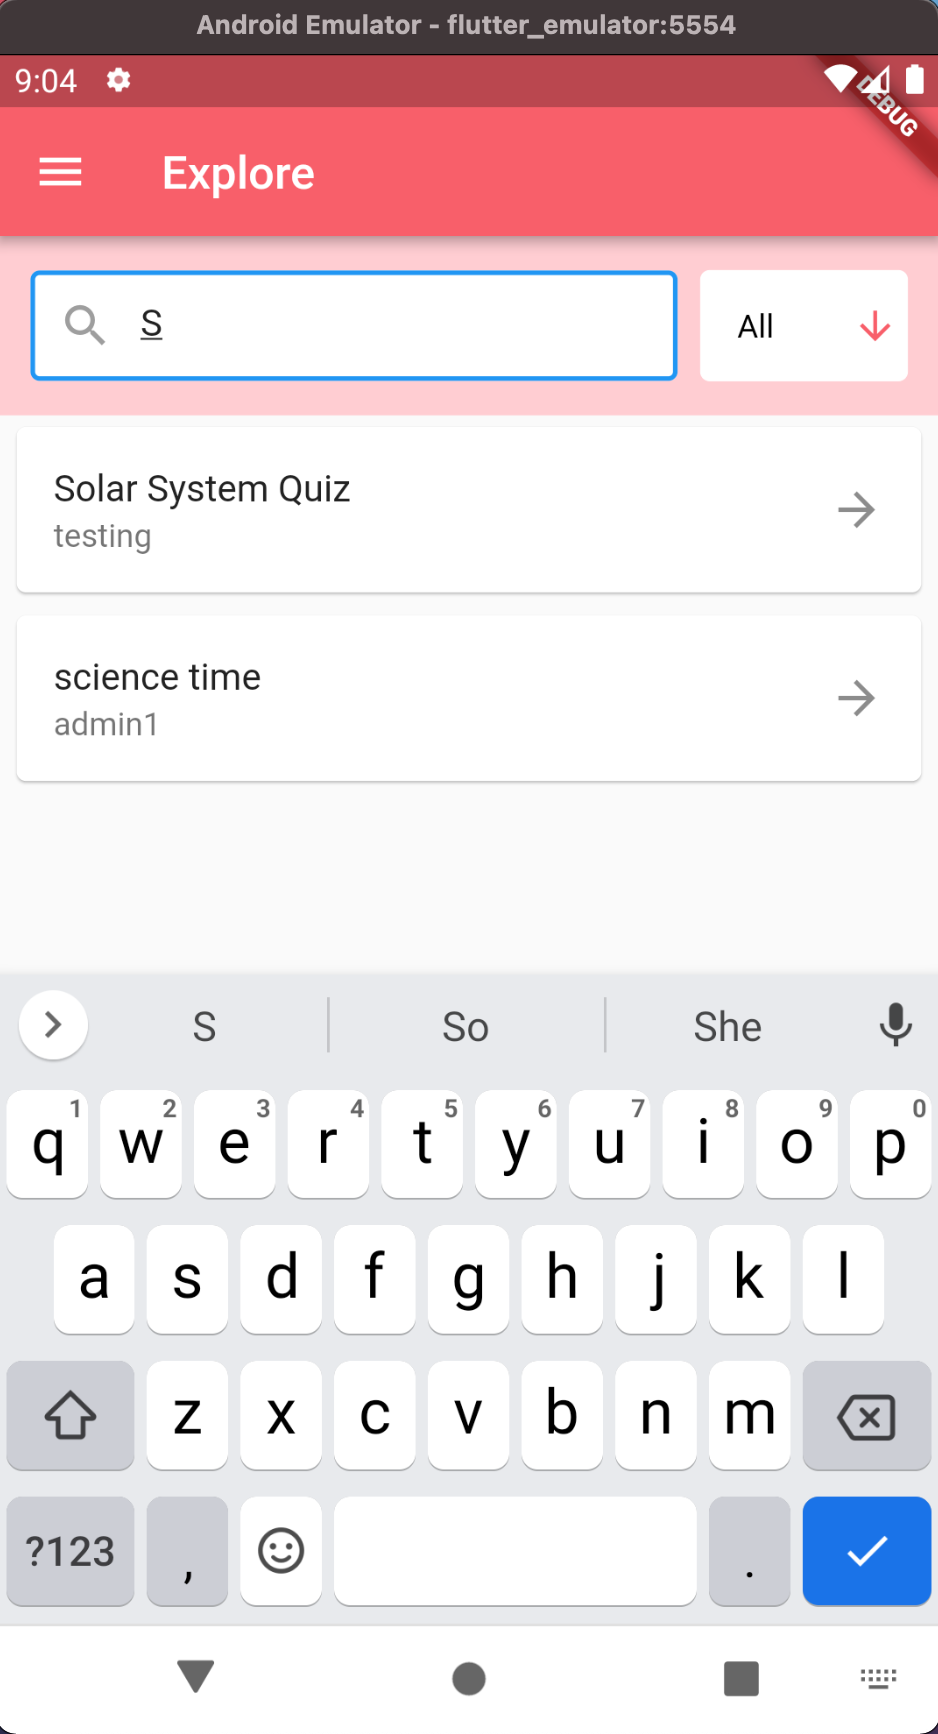 Android Emulator - flutter_emulator:5554
9:04
DEBUG
Explore
S
All
Solar System Quiz
testing
science time
admin1
S So She
1 2 3 4 5 6 7 8 9 0
q w e r t y u i o p
a s d f g h j k l
z x c v b n m
?123 , .